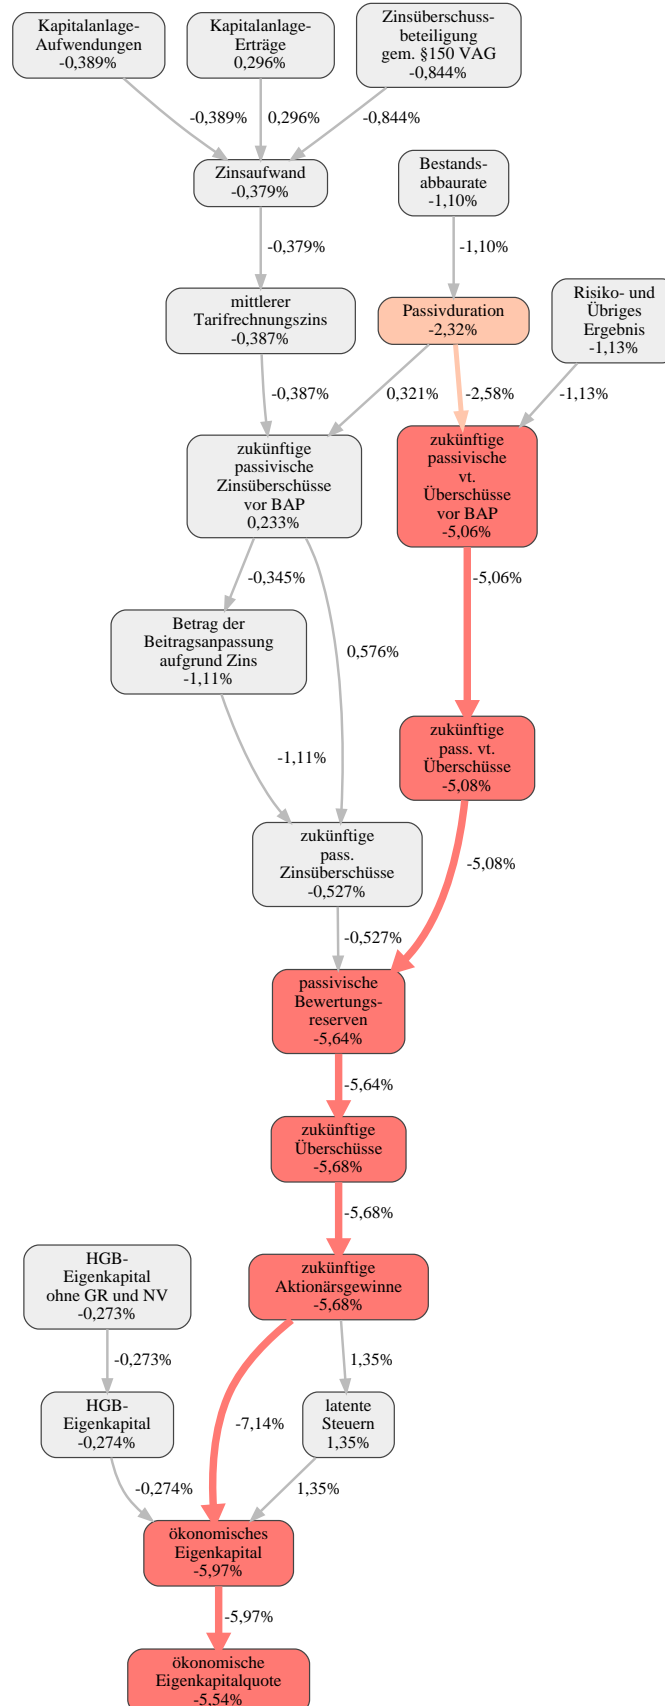 Kapitalanlage-
Aufwendungen
-0,389%
Kapitalanlage-
Erträge
0,296%
Zinsüberschuss-
beteiligung
gem. §150 VAG
-0,844%
-0,389%
0,296%
-0,844%
Zinsaufwand
-0,379%
Bestands-
abbaurate
-1,10%
-0,379%
-1,10%
mittlerer
Tarifrechnungszins
-0,387%
Passivduration
-2,32%
Risiko- und
Übriges
Ergebnis
-1,13%
-0,387%
0,321%
-2,58%
-1,13%
zukünftige
passivische
Zinsüberschüsse
vor BAP
0,233%
zukünftige
passivische
vt.
Überschüsse
vor BAP
-5,06%
-0,345%
-5,06%
Betrag der
Beitragsanpassung
aufgrund Zins
-1,11%
0,576%
zukünftige
pass. vt.
Überschüsse
-5,08%
-1,11%
zukünftige
pass.
Zinsüberschüsse
-0,527%
-5,08%
-0,527%
passivische
Bewertungs-
reserven
-5,64%
-5,64%
zukünftige
Überschüsse
-5,68%
-5,68%
HGB-
Eigenkapital
ohne GR und NV
-0,273%
zukünftige
Aktionärsgewinne
-5,68%
-0,273%
1,35%
HGB-
Eigenkapital
-0,274%
-7,14%
latente
Steuern
1,35%
-0,274%
1,35%
ökonomisches
Eigenkapital
-5,97%
-5,97%
ökonomische
Eigenkapitalquote
-5,54%